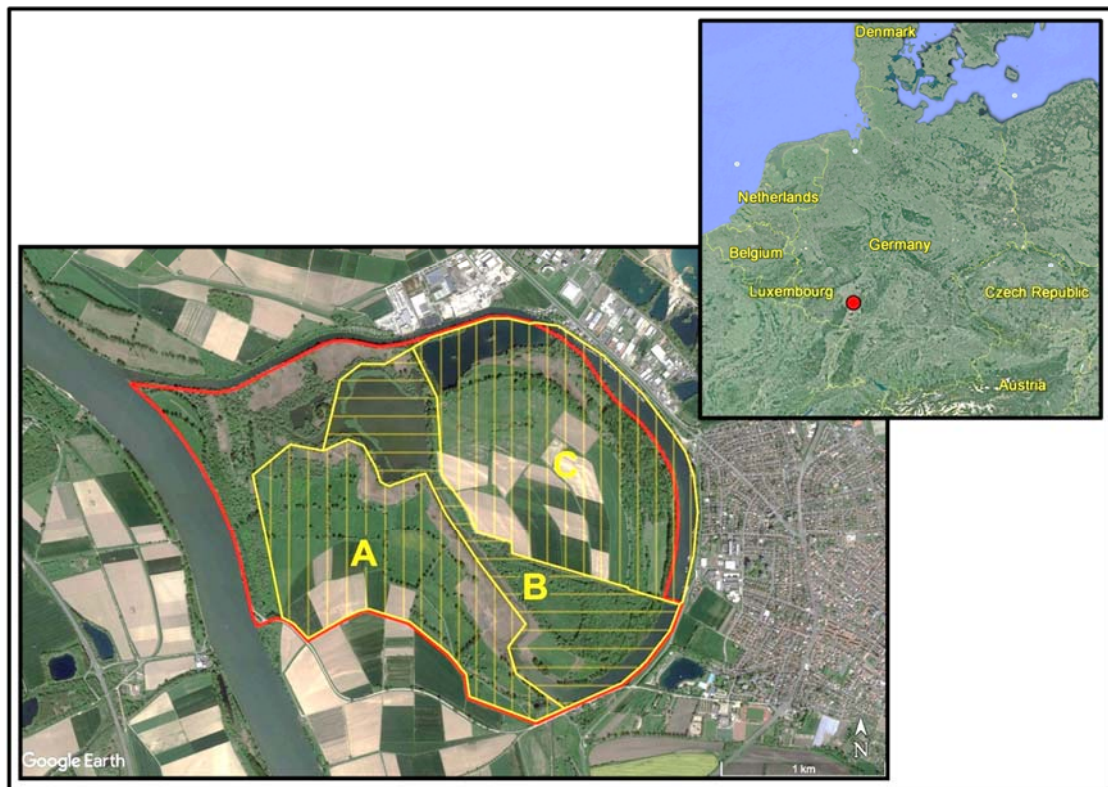 Denmark
Netherlands
Germany
Belgium
Luxembourg
Czech Republic
Austria
C
A
B
N
Google Earth
1 km